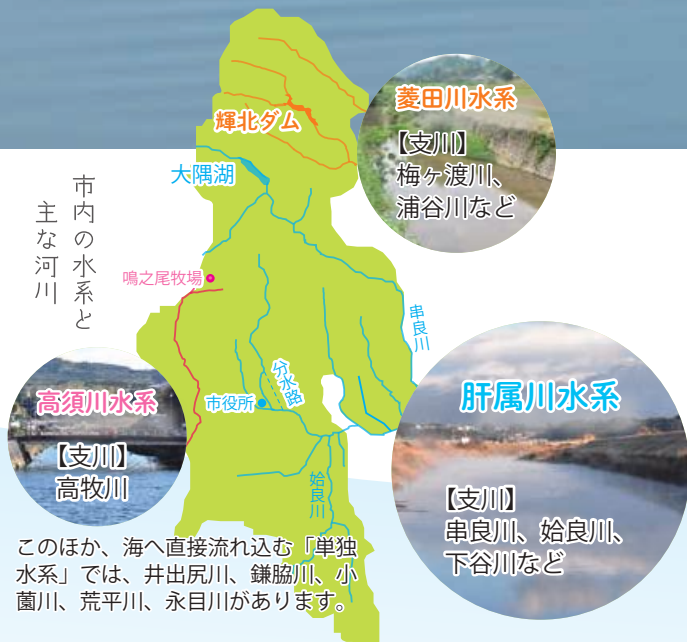 市内の水系と
主な河川
輝北ダム
大隅湖
鳴之尾牧場
串良川
分水路
市役所
姶良川
菱田川水系
【支川】
梅ヶ渡川、
浦谷川など
高須川水系
【支川】
高牧川
肝属川水系
【支川】
串良川、姶良川、
下谷川など
このほか、海へ直接流れ込む「単独
水系」では、井出尻川、鎌脇川、小
薗川、荒平川、永目川があります。